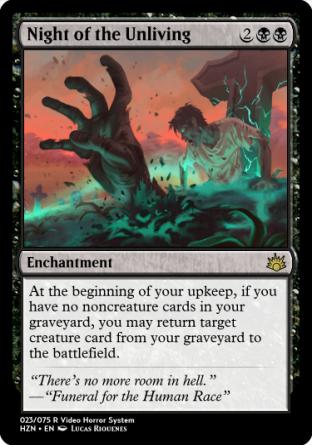 Night of the Unliving 2
Enchantment
At the beginning of your upkeep, if you
have no noncreature cards in your
graveyard, you may return target
creature card from your graveyard to
the battlefield.
“There’s no more room in hell.”
—“Funeral for the Human Race”
023/075 R Video Horror System
HZN • EN Lucas Riquenes